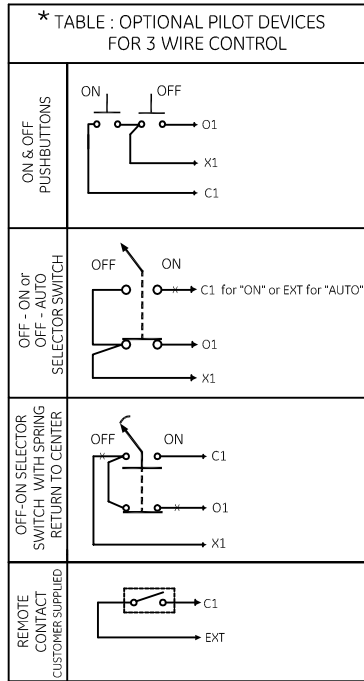 * TABLE : OPTIONAL PILOT DEVICES
FOR 3 WIRE CONTROL
ON & OFF
PUSHBUTTONS
ON
OFF
O1
X1
C1
OFF - ON or
OFF - AUTO
SELECTOR SWITCH
OFF
ON
C1 for "ON" or EXT for "AUTO"
O1
X1
OFF-ON SELECTOR
SWITCH WITH SPRING
RETURN TO CENTER
OFF
ON
C1
O1
X1
REMOTE
CONTACT
CUSTOMER SUPPLIED
C1
EXT